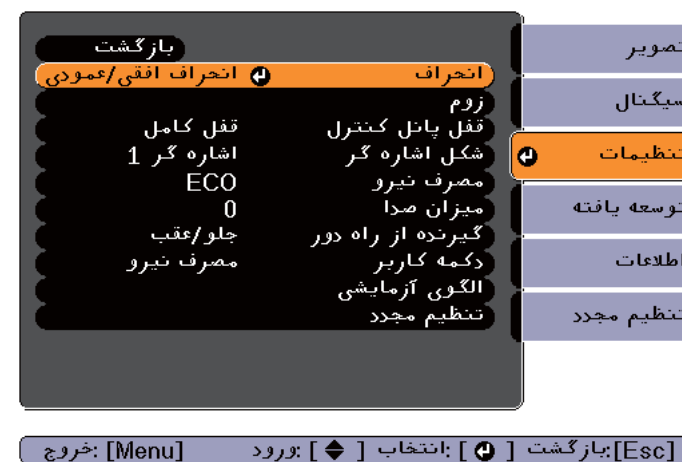 بازگشت
انحراف انحراف افقی/عمودی
زوم
قفل پانل کنترل قفل کامل
شکل اشاره گر اشاره گر 1
مصرف نیرو ECO
میزان صدا 0
گیرنده از راه دور جلو/عقب
دکمه کاربر مصرف نیرو
الگوی آزمایشی
تنظیم مجدد
تصویر
سیگنال
تنظیمات
توسعه یافته
اطلاعات
تنظیم مجدد
[Esc]:بازگشت [ ] :انتخاب [ ] :ورود [Menu] :خروج